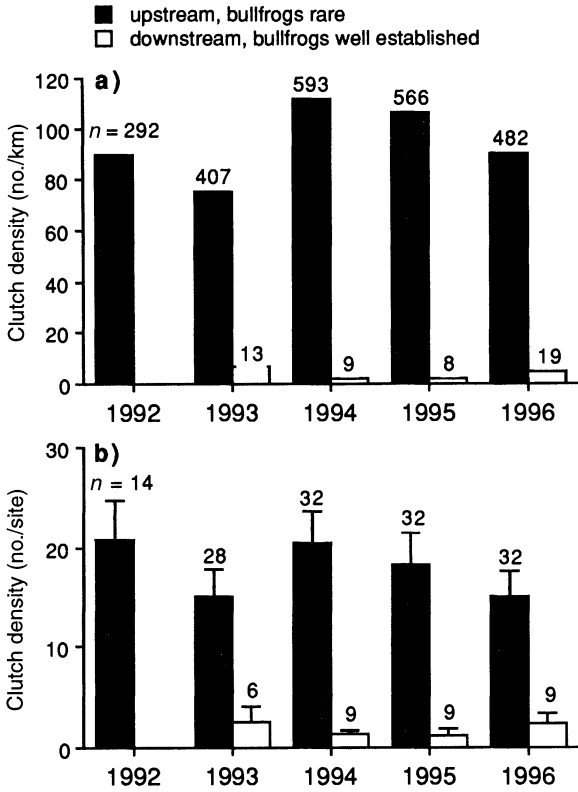 upstream, bullfrogs rare
downstream, bullfrogs well established
a)
Clutch density (no./km)
120
100
80
60
40
20
0
n = 292
407
13
593
9
566
8
482
19
1992 1993 1994 1995 1996
b)
Clutch density (no./site)
30
20
10
0
n = 14
28
6
32
9
32
9
32
9
1992 1993 1994 1995 1996